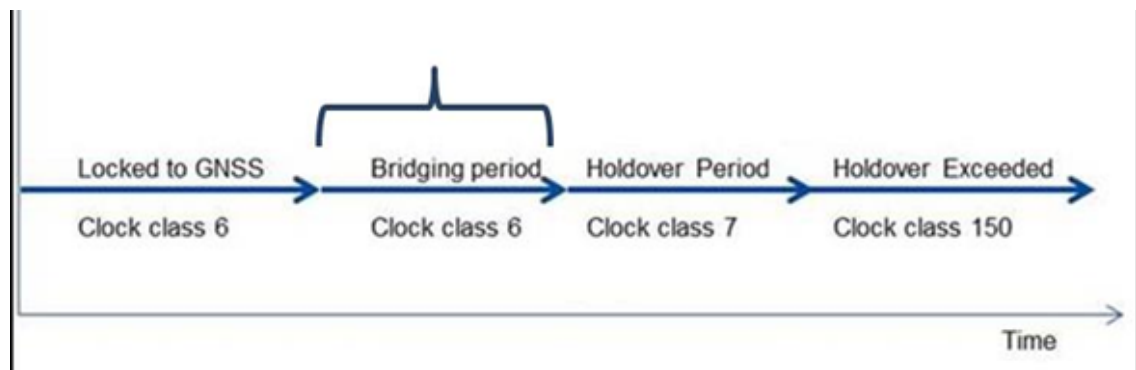 Locked to GNSS
Bridging period
Holdover Period
Holdover Exceeded
Clock class 6
Clock class 6
Clock class 7
Clock class 150
Time